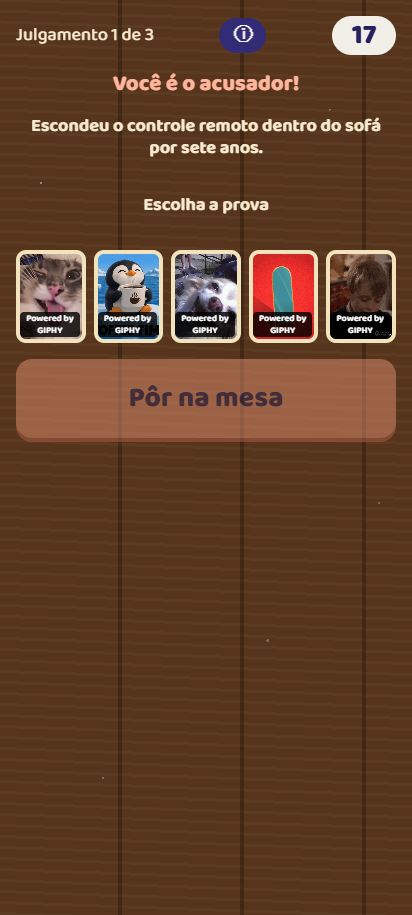 Julgamento 1 de 3
17
Você é o acusador!
Escondeu o controle remoto dentro do sofá
por sete anos.
Escolha a prova
Powered by
GIPHY
Powered by
GIPHY
Powered by
GIPHY
Powered by
GIPHY
Powered by
GIPHY
Pôr na mesa